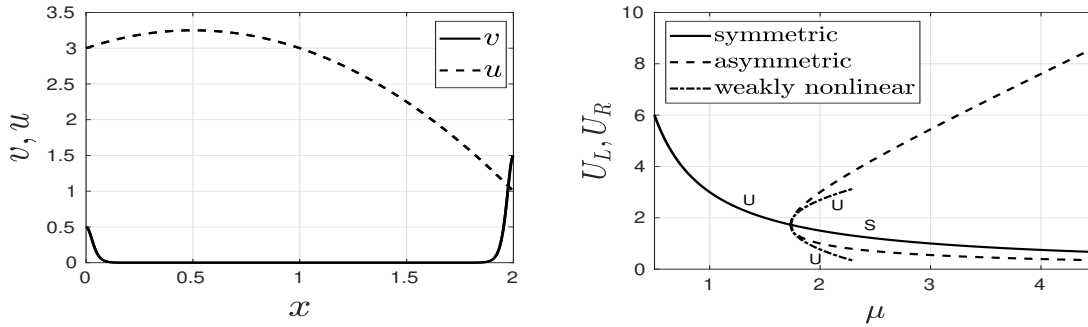 3.5
3
2.5
2
1.5
1
0.5
0
0 0.5 1 1.5 2
v, u
x
v
u
10
8
6
4
2
0
1 2 3 4
U_L, U_R
μ
symmetric
asymmetric
weakly nonlinear
U
U
S
U